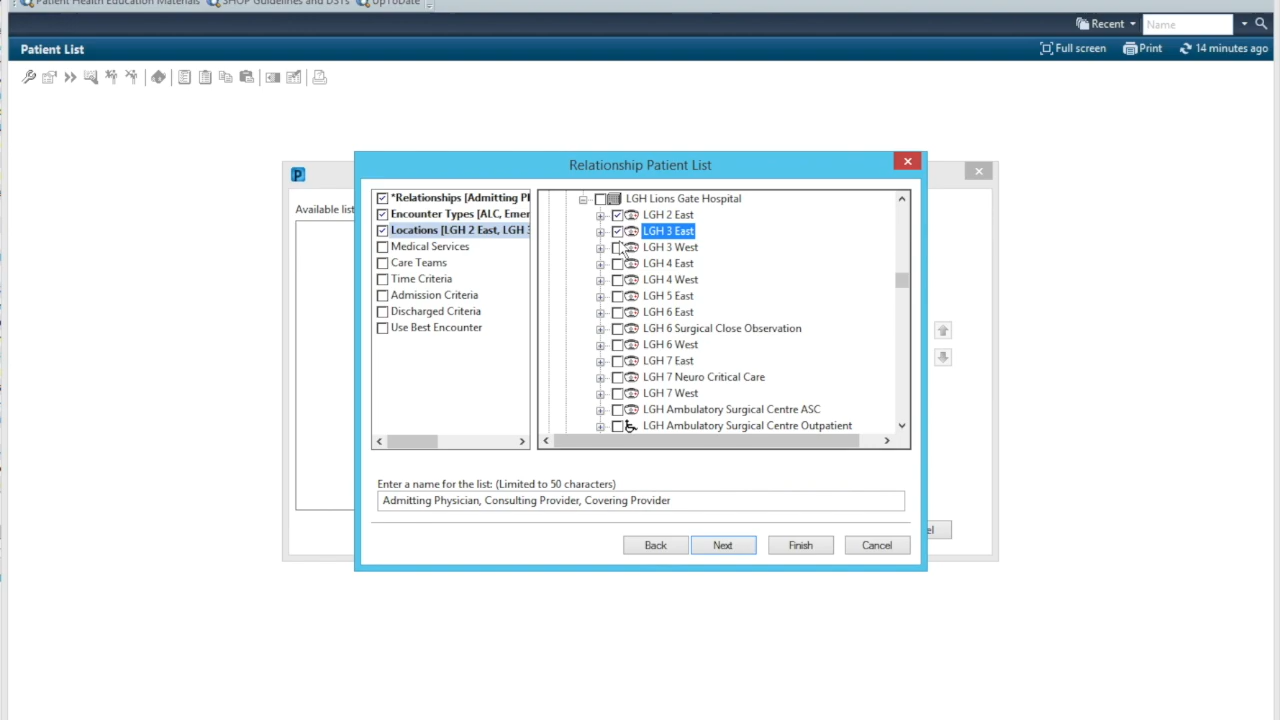 Patient Health Education Materials SHOP Guidelines and DSTs UpToDate
Recent Name
Patient List Full screen Print 14 minutes ago
Relationship Patient List
Available list
*Relationships [Admitting P
Encounter Types [ALC, Emer
Locations [LGH 2 East, LGH 3
Medical Services
Care Teams
Time Criteria
Admission Criteria
Discharged Criteria
Use Best Encounter
LGH Lions Gate Hospital
LGH 2 East
LGH 3 East
LGH 3 West
LGH 4 East
LGH 4 West
LGH 5 East
LGH 6 East
LGH 6 Surgical Close Observation
LGH 6 West
LGH 7 East
LGH 7 Neuro Critical Care
LGH 7 West
LGH Ambulatory Surgical Centre ASC
LGH Ambulatory Surgical Centre Outpatient
Enter a name for the list: (Limited to 50 characters)
Admitting Physician, Consulting Provider, Covering Provider
Back Next Finish Cancel
el